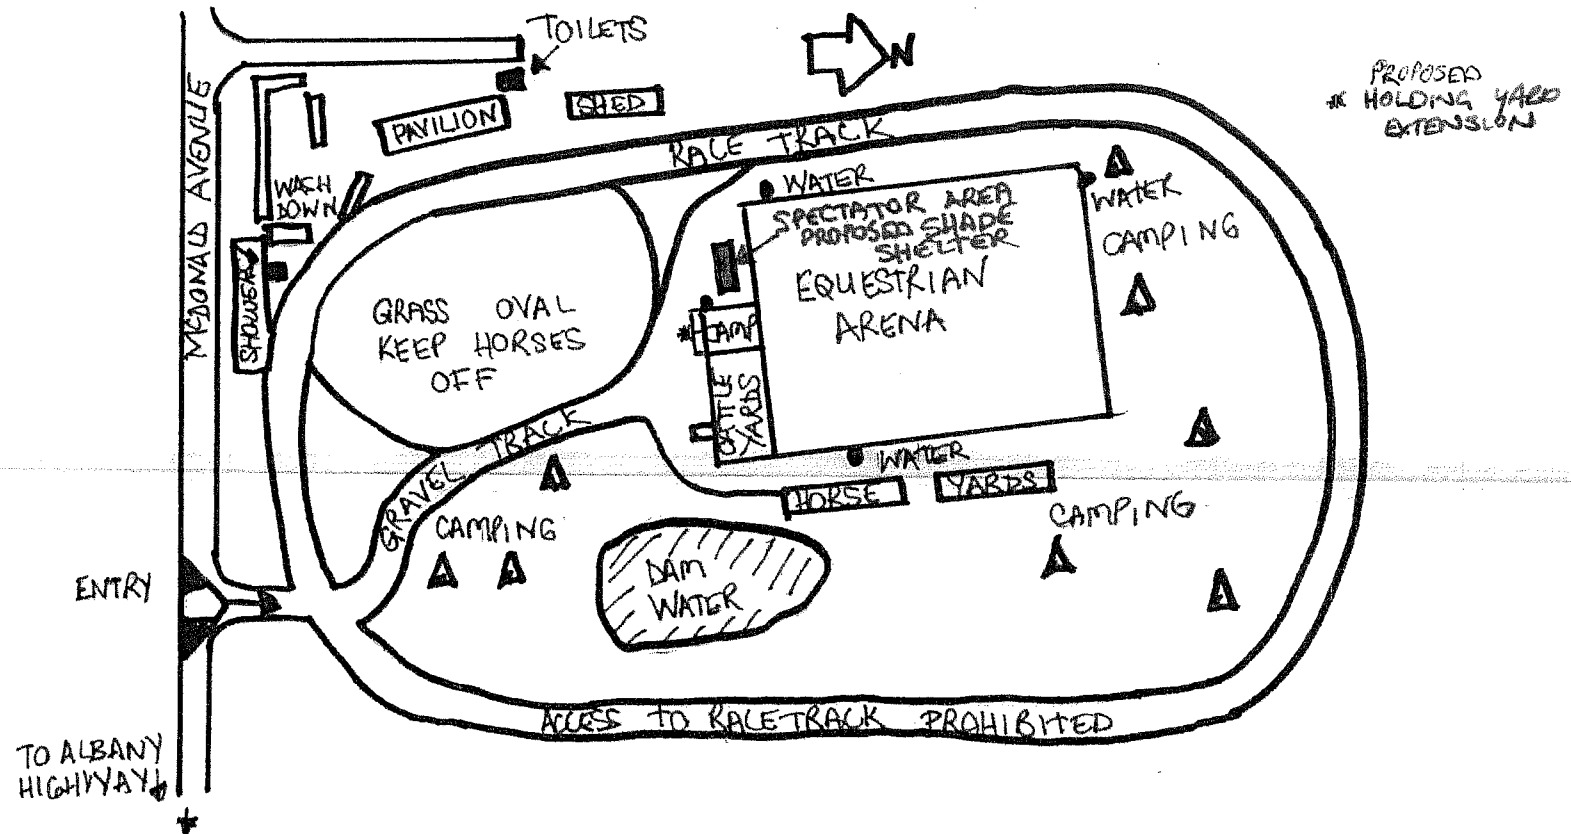 TOILETS
N
PROPOSED
* HOLDING YARD
EXTENSION
MCDONALD AVENUE
PAVILION
SHED
RACE TRACK
WASH
DOWN
WATER
WATER
SPECTATOR AREA
PROPOSED SHADE
SHELTER
CAMPING
EQUESTRIAN
ARENA
SHOWERS
GRASS OVAL
KEEP HORSES
OFF
* CAMP
CATTLE
YARDS
GRAVEL TRACK
WATER
HORSE YARDS
CAMPING
CAMPING
DAM
WATER
ENTRY
ACCESS TO RACETRACK PROHIBITED
TO ALBANY
HIGHWAY